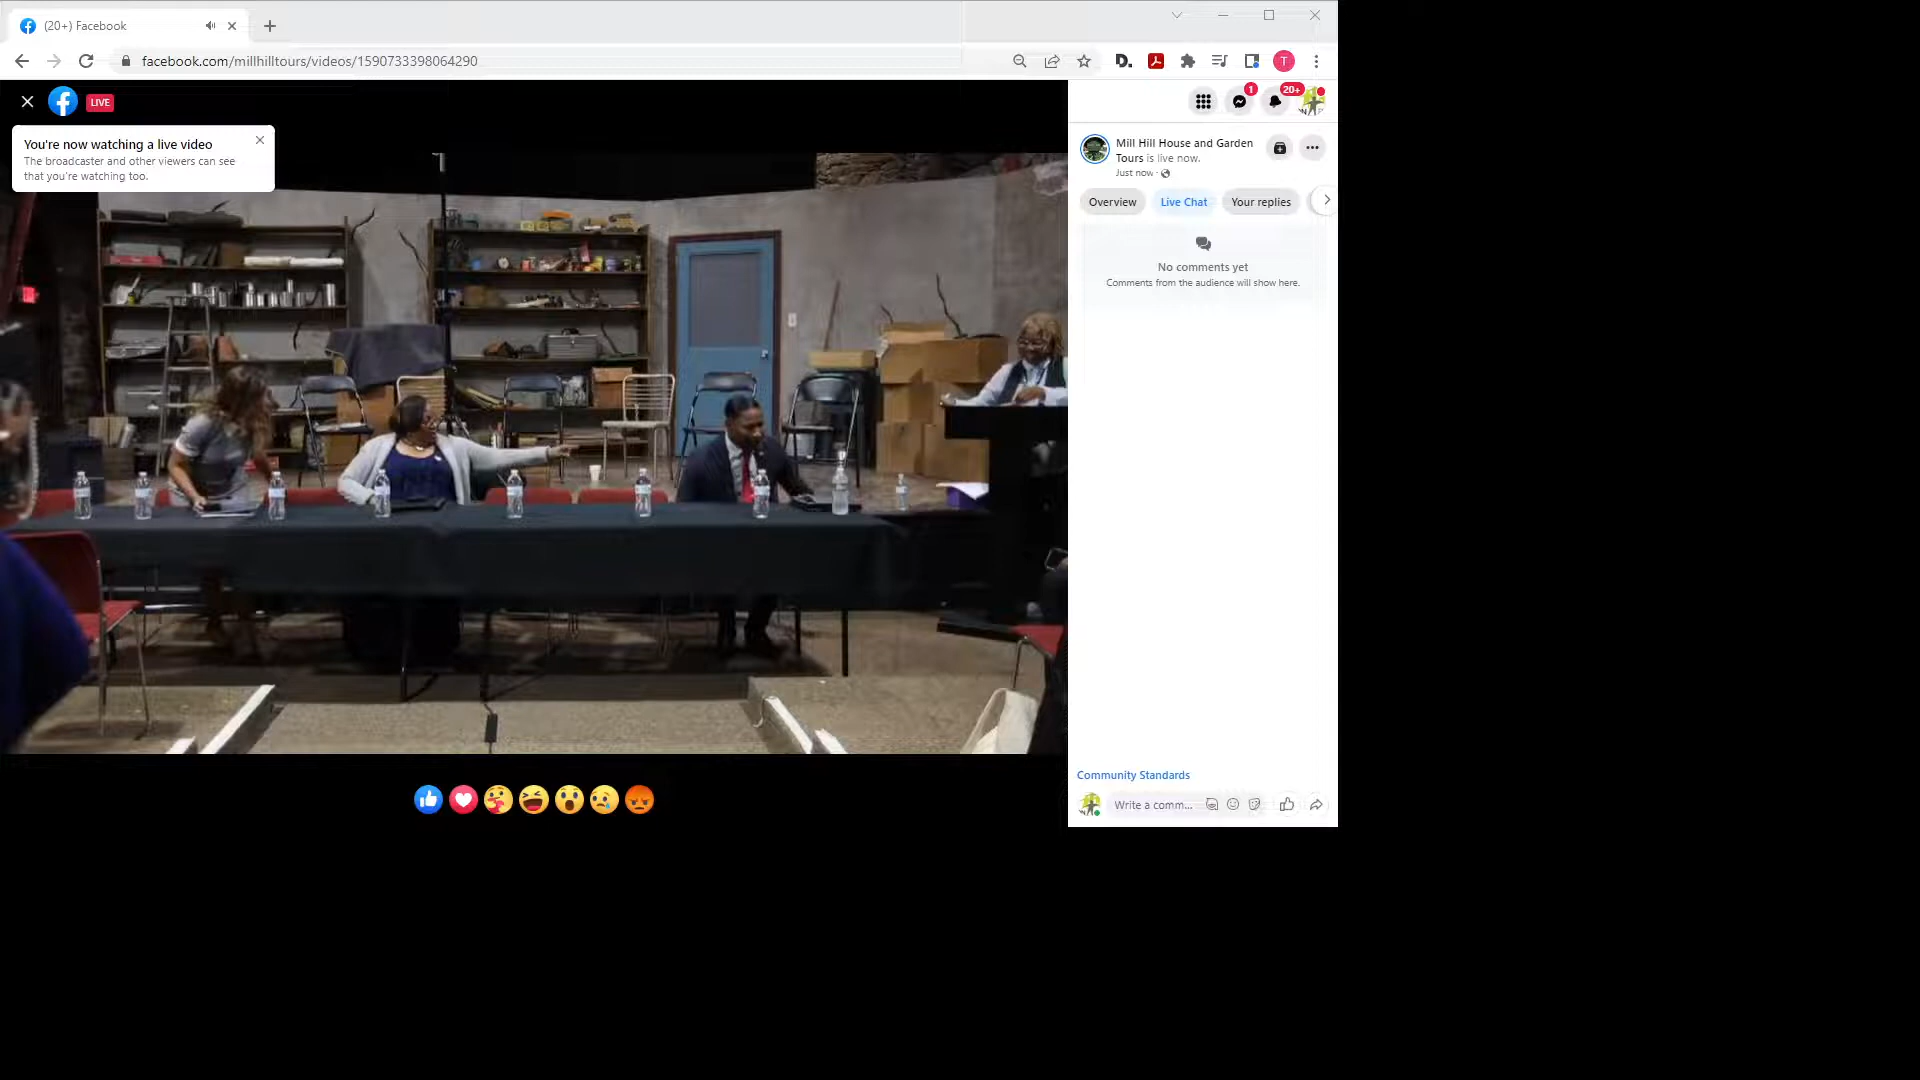 (20+) Facebook
facebook.com/millhilltours/videos/1590733398064290
D.
T
LIVE
1
20+
You're now watching a live video
The broadcaster and other viewers can see
that you're watching too.
Mill Hill House and Garden
Tours is live now.
Just now ·
Overview
Live Chat
Your replies
No comments yet
Comments from the audience will show here.
Community Standards
Write a comm...